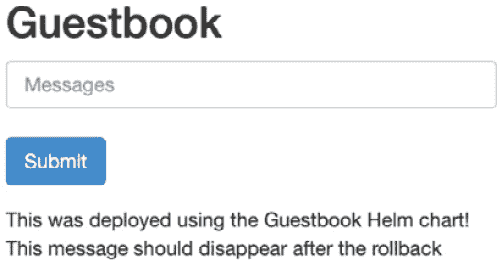 Guestbook
Messages
Submit
This was deployed using the Guestbook Helm chart!
This message should disappear after the rollback